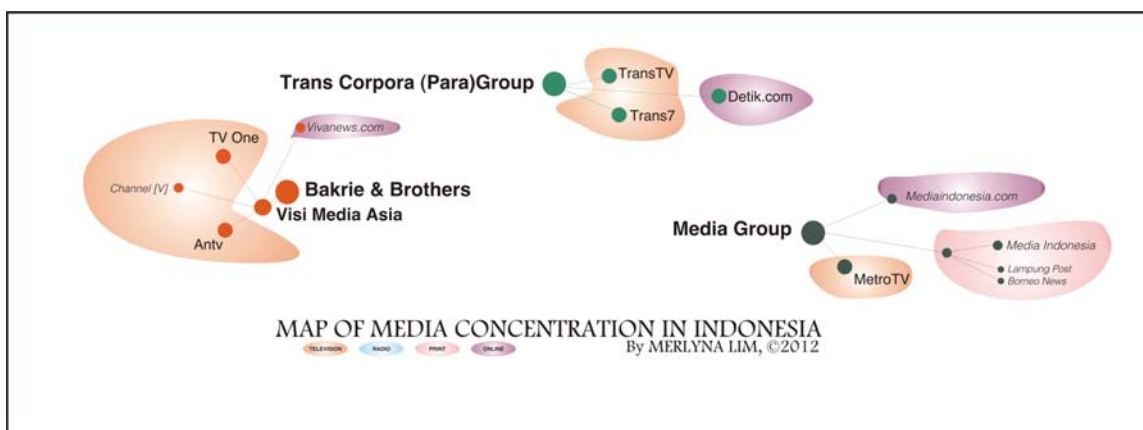 Trans Corpora (Para)Group
TransTV
Trans7
Detik.com
Vivanews.com
TV One
Channel [V]
Antv
Bakrie & Brothers
Visi Media Asia
Mediaindonesia.com
Media Group
MetroTV
Media Indonesia
Lampung Post
Borneo News
MAP OF MEDIA CONCENTRATION IN INDONESIA
TELEVISION RADIO PRINT ONLINE
By MERLYNA LIM, ©2012